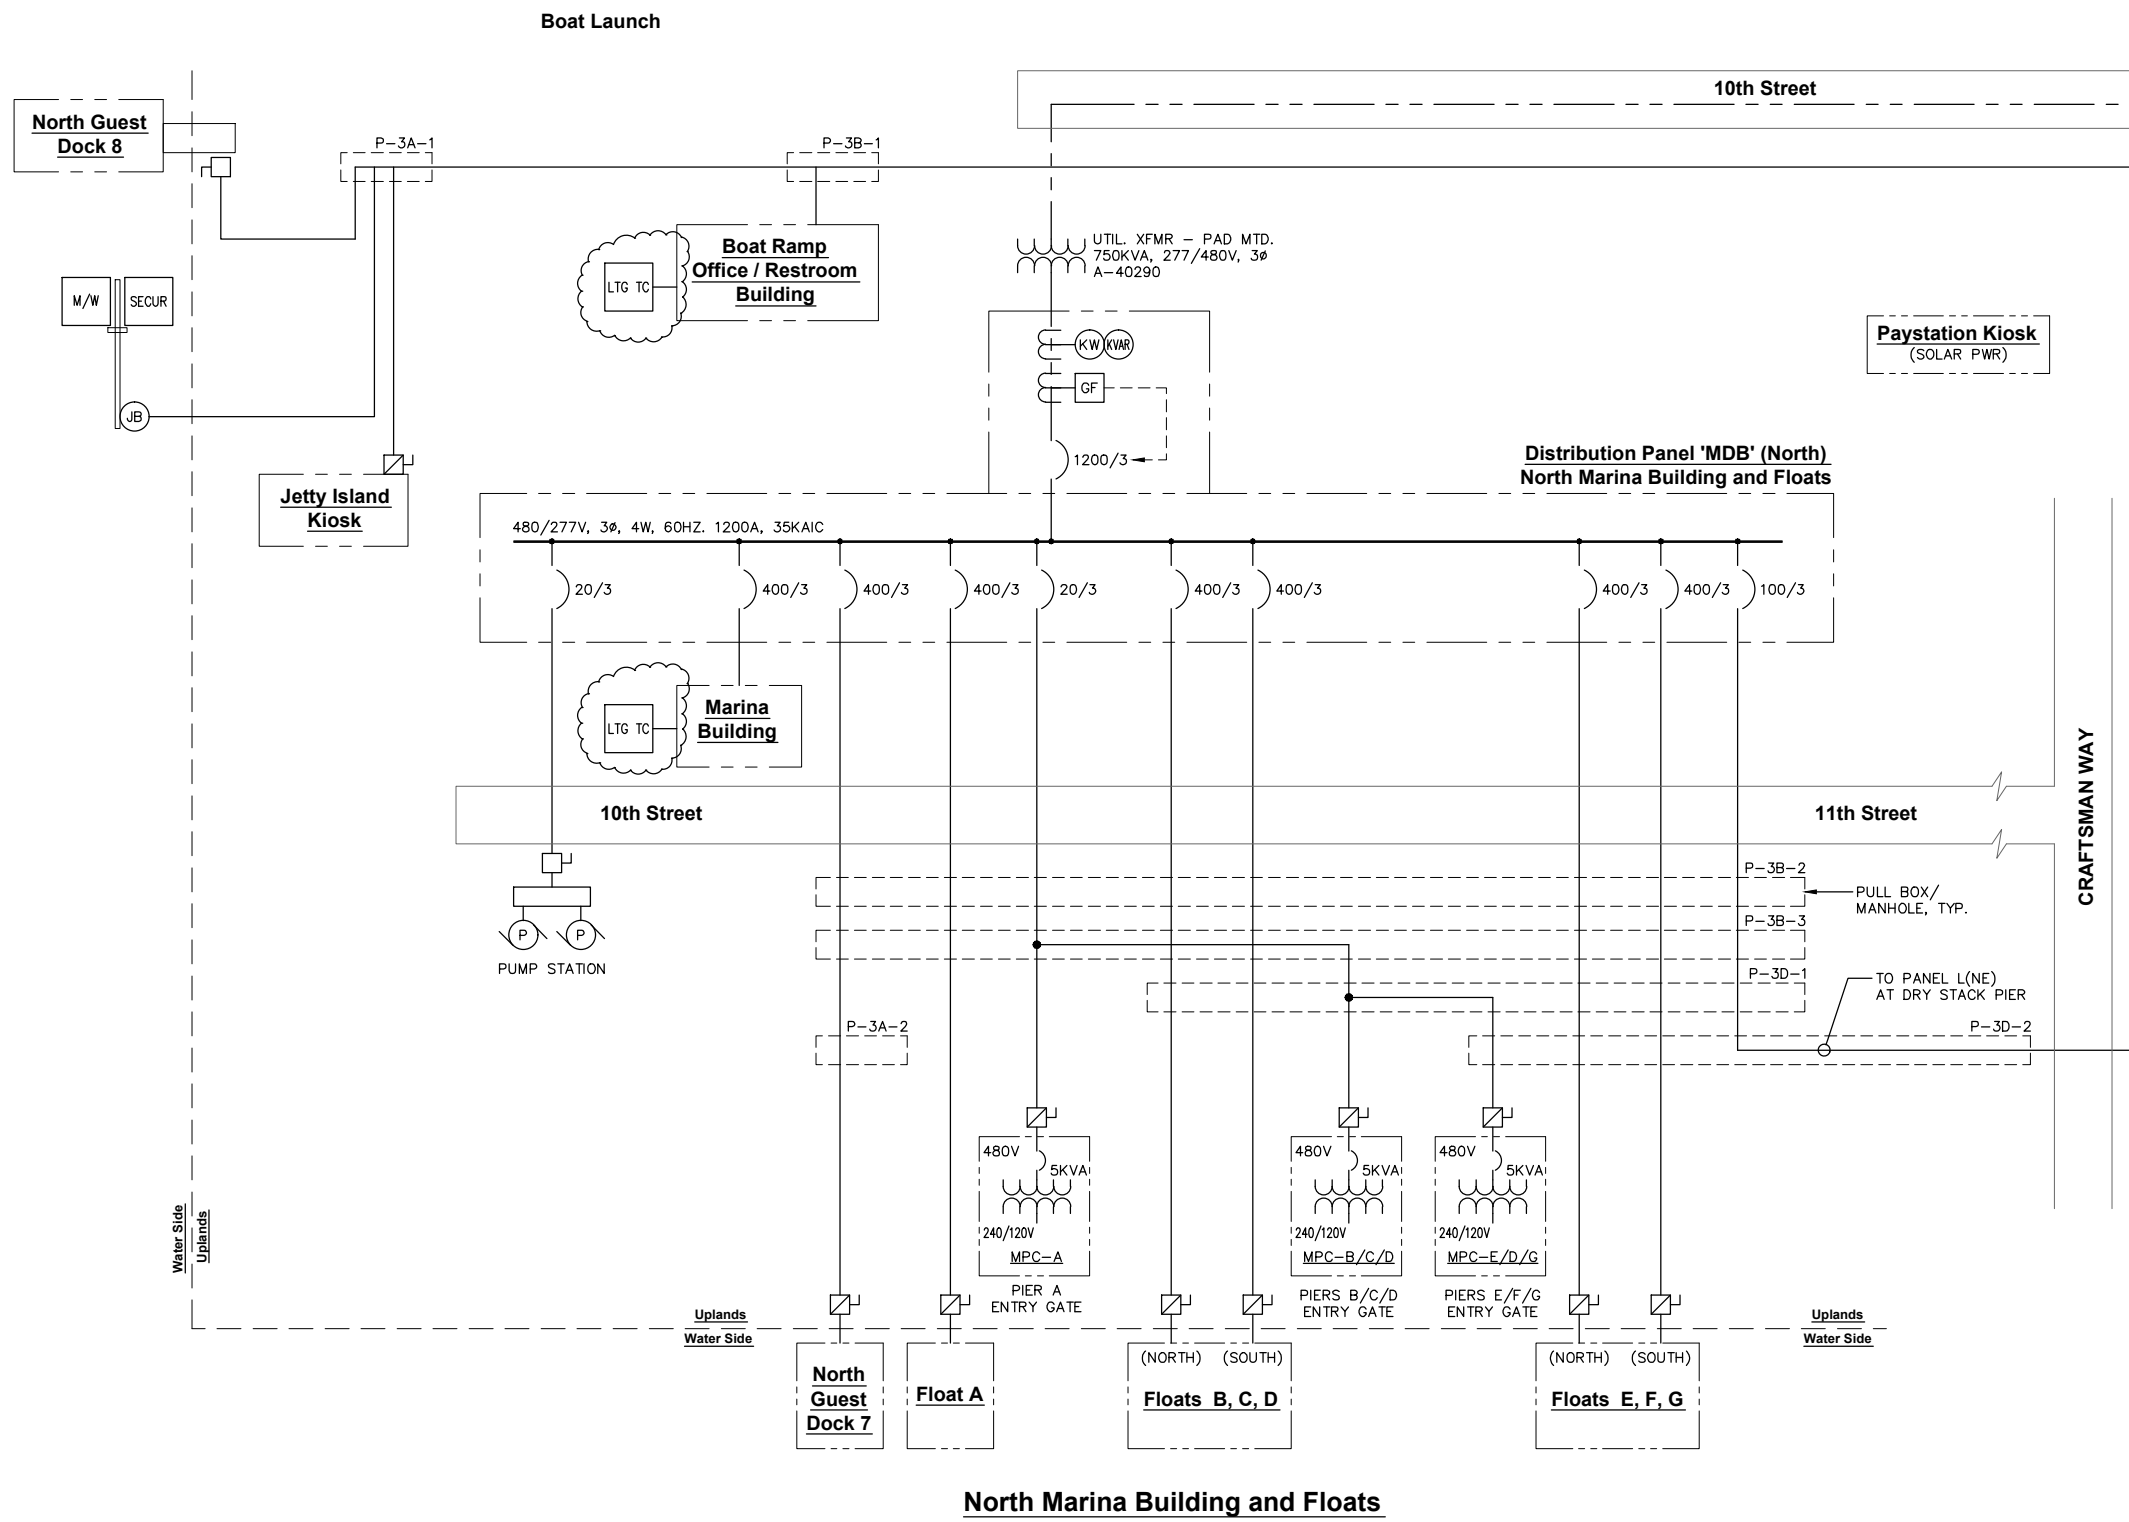 Boat Launch
10th Street
North Guest
Dock 8
P-3A-1
P-3B-1
Boat Ramp
Office / Restroom
Building
LTG TC
UTIL. XFMR – PAD MTD.
750KVA, 277/480V, 3ø
A-40290
M/W
SECUR
JB
KW
KVAR
GF
1200/3
Paystation Kiosk
(SOLAR PWR)
Jetty Island
Kiosk
Distribution Panel 'MDB' (North)
North Marina Building and Floats
480/277V, 3ø, 4W, 60HZ. 1200A, 35KAIC
20/3
400/3
400/3
400/3
20/3
400/3
400/3
400/3
400/3
100/3
LTG TC
Marina
Building
10th Street
11th Street
CRAFTSMAN WAY
P-3B-2
PULL BOX/
MANHOLE, TYP.
P-3B-3
P
P
PUMP STATION
P-3D-1
TO PANEL L(NE)
AT DRY STACK PIER
P-3A-2
P-3D-2
480V
5KVA
240/120V
MPC-A
PIER A
ENTRY GATE
480V
5KVA
240/120V
MPC-B/C/D
PIERS B/C/D
ENTRY GATE
480V
5KVA
240/120V
MPC-E/D/G
PIERS E/F/G
ENTRY GATE
Water Side
Uplands
Uplands
Water Side
Uplands
Water Side
North
Guest
Dock 7
Float A
(NORTH) (SOUTH)
Floats B, C, D
(NORTH) (SOUTH)
Floats E, F, G
North Marina Building and Floats